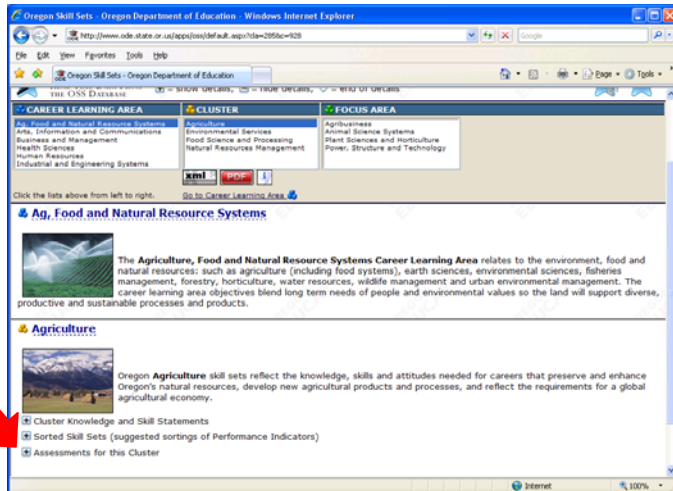 Oregon Skill Sets - Oregon Department of Education - Windows Internet Explorer
http://www.ode.state.or.us/apps/oss/default.aspx?cla=285&c=928
Google
File Edit View Favorites Tools Help
Oregon Skill Sets - Oregon Department of Education
Page Tools
THE OSS DATABASE
= show details, = hide details, = end of details
CAREER LEARNING AREA CLUSTER FOCUS AREA
Ag, Food and Natural Resource Systems
Arts, Information and Communications
Business and Management
Health Sciences
Human Resources
Industrial and Engineering Systems
Agriculture
Environmental Services
Food Science and Processing
Natural Resources Management
Agribusiness
Animal Science Systems
Plant Sciences and Horticulture
Power, Structure and Technology
xml PDF i
Click the lists above from left to right. Go to Career Learning Area
Ag, Food and Natural Resource Systems
The Agriculture, Food and Natural Resource Systems Career Learning Area relates to the environment, food and
natural resources: such as agriculture (including food systems), earth sciences, environmental sciences, fisheries
management, forestry, horticulture, water resources, wildlife management and urban environmental management. The
career learning area objectives blend long term needs of people and environmental values so the land will support diverse,
productive and sustainable processes and products.
Agriculture
Oregon Agriculture skill sets reflect the knowledge, skills and attitudes needed for careers that preserve and enhance
Oregon's natural resources, develop new agricultural products and processes, and reflect the requirements for a global
agricultural economy.
Cluster Knowledge and Skill Statements
Sorted Skill Sets (suggested sortings of Performance Indicators)
Assessments for this Cluster
Internet 100%